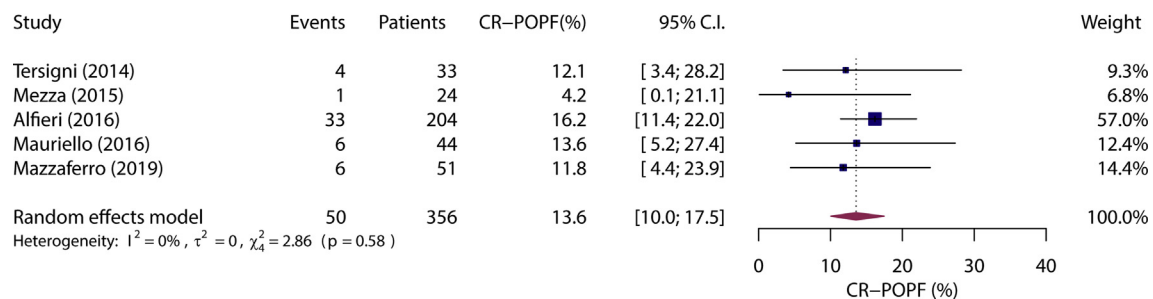 Study Events Patients CR–POPF(%) 95% C.I. Weight
Tersigni (2014) 4 33 12.1 [ 3.4; 28.2] 9.3%
Mezza (2015) 1 24 4.2 [ 0.1; 21.1] 6.8%
Alfieri (2016) 33 204 16.2 [11.4; 22.0] 57.0%
Mauriello (2016) 6 44 13.6 [ 5.2; 27.4] 12.4%
Mazzaferro (2019) 6 51 11.8 [ 4.4; 23.9] 14.4%
Random effects model 50 356 13.6 [10.0; 17.5] 100.0%
Heterogeneity: I² = 0%, τ² = 0, χ²₄ = 2.86 (p = 0.58)
0 10 20 30 40
CR–POPF (%)